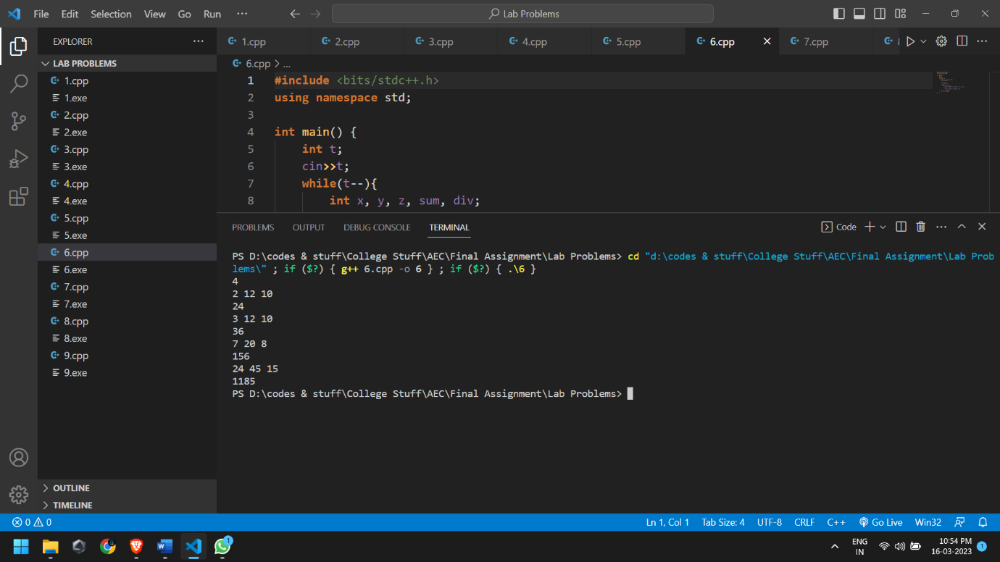 File Edit Selection View Go Run ···
Lab Problems
EXPLORER ···
LAB PROBLEMS
1.cpp
1.exe
2.cpp
2.exe
3.cpp
3.exe
4.cpp
4.exe
5.cpp
5.exe
6.cpp
6.exe
7.cpp
7.exe
8.cpp
8.exe
9.cpp
9.exe
OUTLINE
TIMELINE
1.cpp 2.cpp 3.cpp 4.cpp 5.cpp 6.cpp 7.cpp
6.cpp > ...
1 #include <bits/stdc++.h>
2 using namespace std;
3
4 int main() {
5 int t;
6 cin>>t;
7 while(t--){
8 int x, y, z, sum, div;
PROBLEMS OUTPUT DEBUG CONSOLE TERMINAL Code
PS D:\codes & stuff\College Stuff\AEC\Final Assignment\Lab Problems> cd "d:\codes & stuff\College Stuff\AEC\Final Assignment\Lab Prob
lems\" ; if ($?) { g++ 6.cpp -o 6 } ; if ($?) { .\6 }
4
2 12 10
24
3 12 10
36
7 20 8
156
24 45 15
1185
PS D:\codes & stuff\College Stuff\AEC\Final Assignment\Lab Problems>
0 0 Ln 1, Col 1 Tab Size: 4 UTF-8 CRLF C++ Go Live Win32
W 1 ENG 10:54 PM
IN 16-03-2023 1